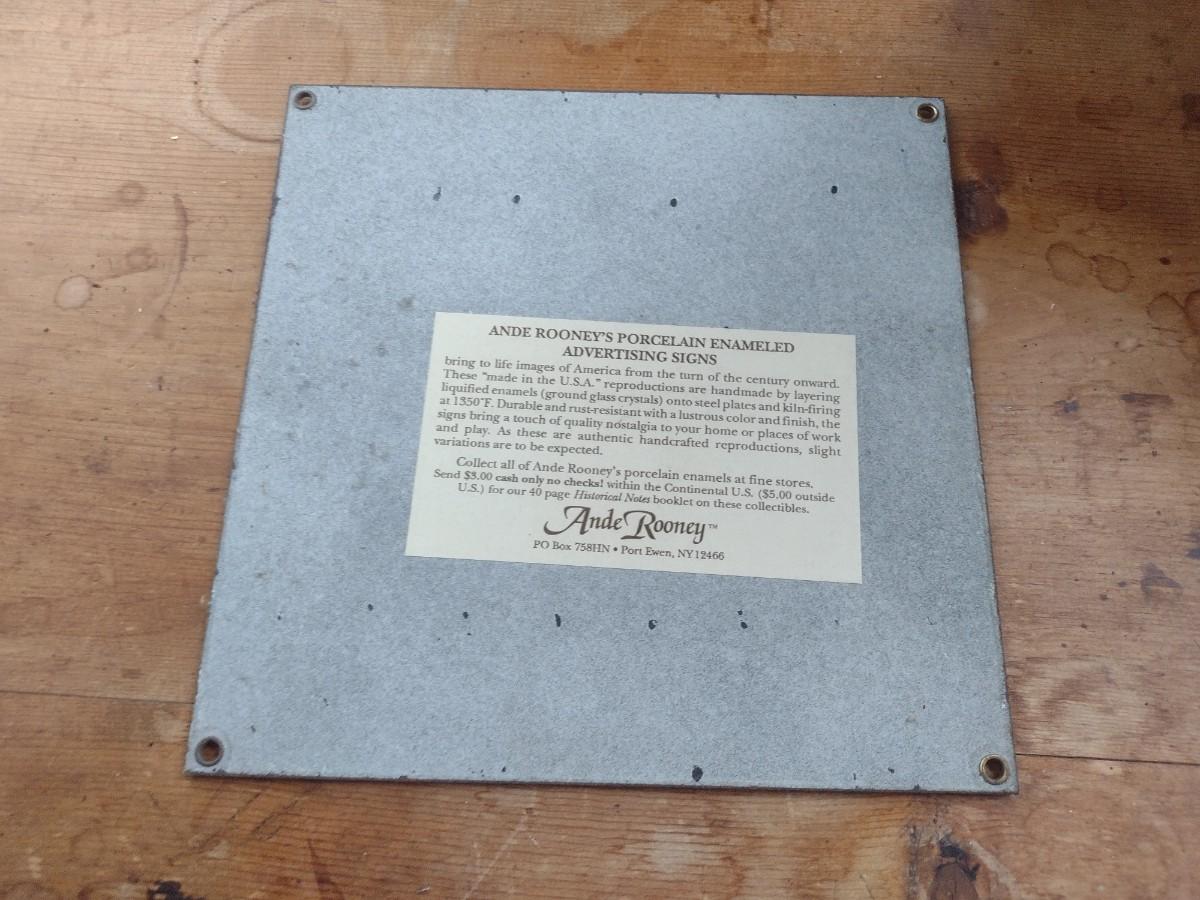 ANDE ROONEY'S PORCELAIN ENAMELED
ADVERTISING SIGNS
bring to life images of America from the turn of the century onward.
These "made in the U.S.A." reproductions are handmade by layering
liquified enamels (ground glass crystals) onto steel plates and kiln-firing
at 1350°F. Durable and rust-resistant with a lustrous color and finish, the
signs bring a touch of quality nostalgia to your home or places of work
and play. As these are authentic handcrafted reproductions, slight
variations are to be expected.
Collect all of Ande Rooney's porcelain enamels at fine stores.
Send $3.00 cash only no checks! within the Continental U.S. ($5.00 outside
U.S.) for our 40 page Historical Notes booklet on these collectibles.
Ande Rooney™
PO Box 758HN • Port Ewen, NY 12466